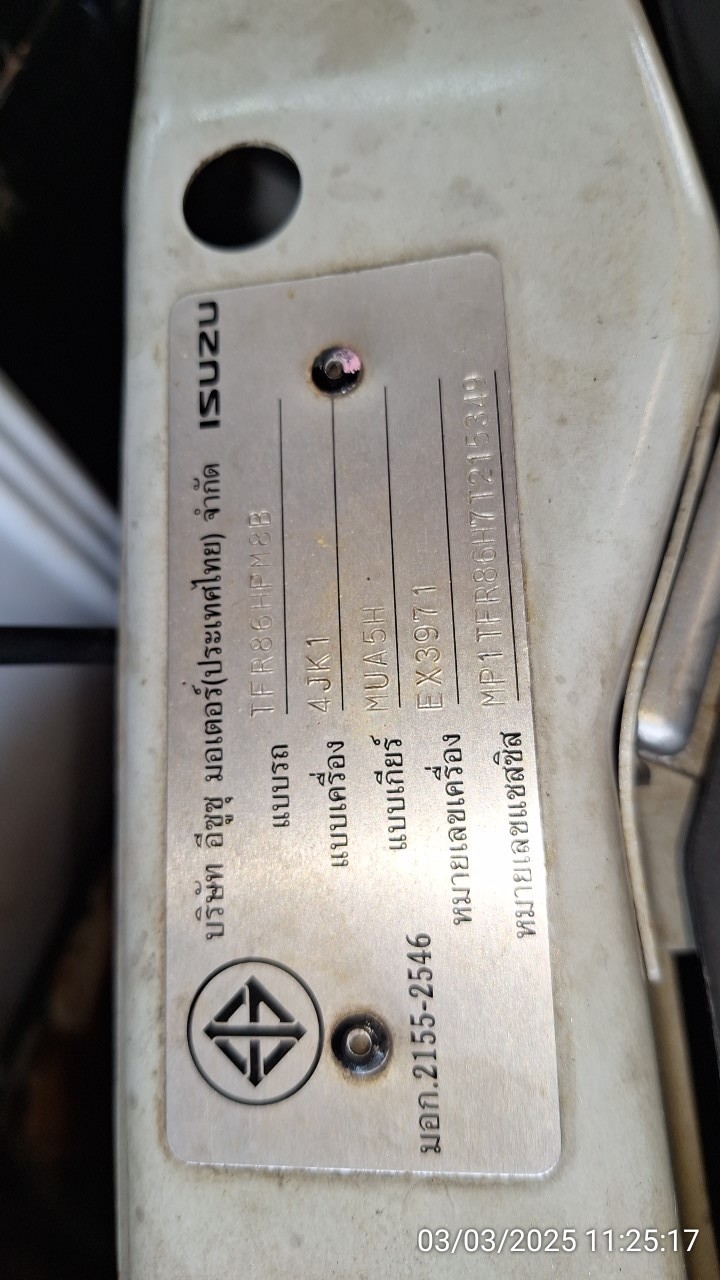 บริษัท อีซูซุ มอเตอร์(ประเทศไทย) จำกัด ISUZU
แบบรถ TFR86HPM8B
แบบเครื่อง 4JK1
แบบเกียร์ MUA5H
หมายเลขเครื่อง EX3971
หมายเลขแชสซิส MP1TFR86H7T215349
มอก.2155-2546
03/03/2025 11:25:17